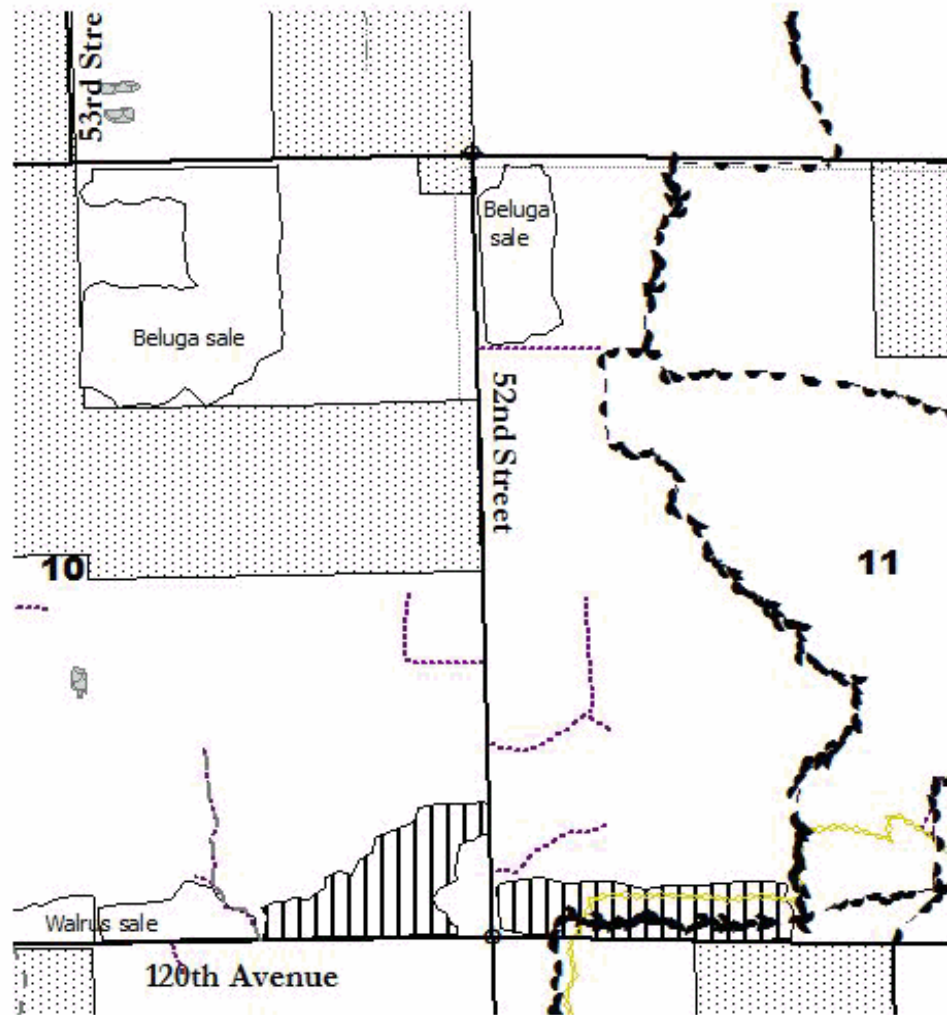 53rd Stre
Beluga
sale
Beluga sale
52nd Street
10
11
Walrus sale
120th Avenue